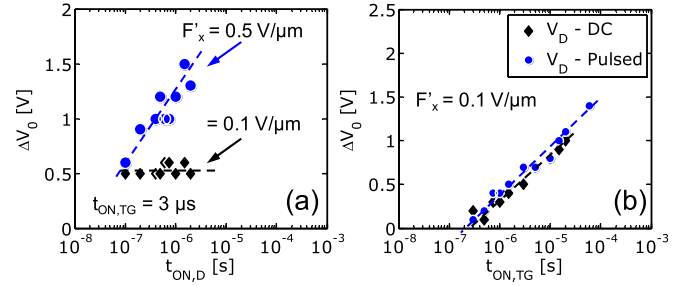 2
1.5
1
0.5
0
ΔV₀ [V]
F'ₓ = 0.5 V/µm
= 0.1 V/µm
t_ON,TG = 3 µs
(a)
10⁻⁸ 10⁻⁷ 10⁻⁶ 10⁻⁵ 10⁻⁴ 10⁻³
t_ON,D [s]
2.5
2
1.5
1
0.5
0
ΔV₀ [V]
V_D - DC
V_D - Pulsed
F'ₓ = 0.1 V/µm
(b)
10⁻⁸ 10⁻⁷ 10⁻⁶ 10⁻⁵ 10⁻⁴ 10⁻³
t_ON,TG [s]